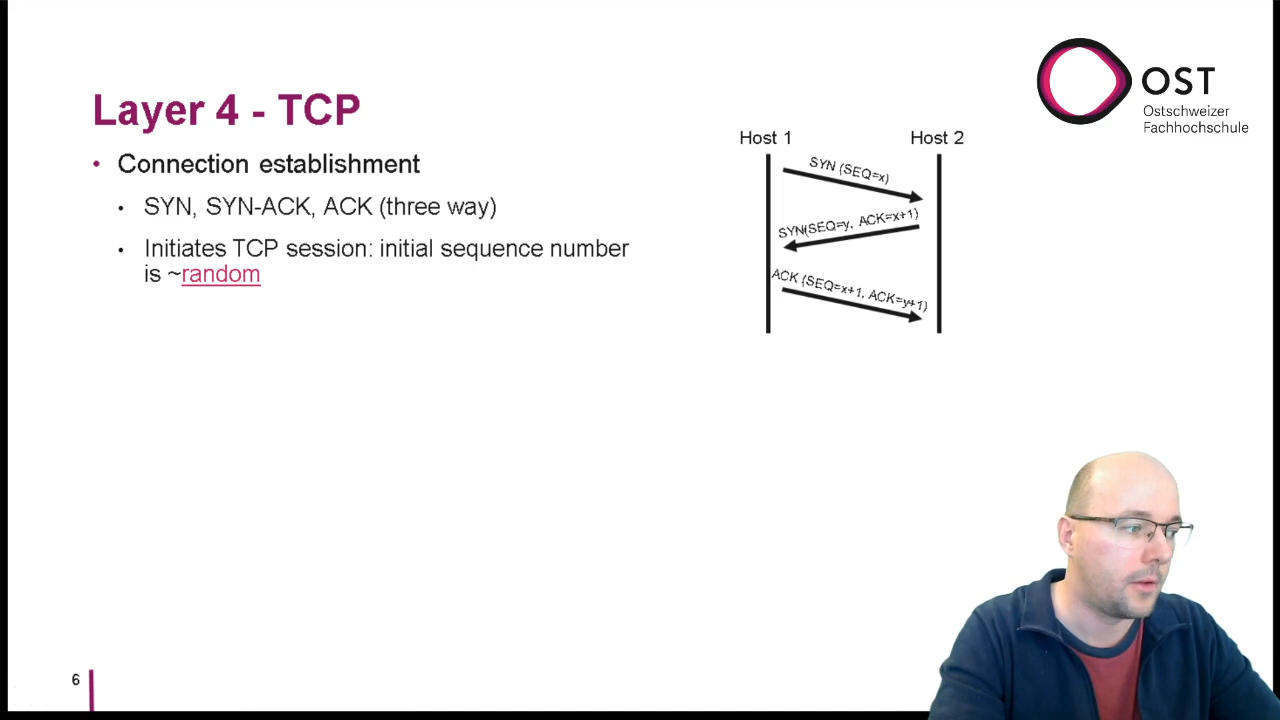 OST
Ostschweizer
Fachhochschule
Layer 4 - TCP
• Connection establishment
• SYN, SYN-ACK, ACK (three way)
• Initiates TCP session: initial sequence number
is ~random
Host 1
Host 2
SYN (SEQ=x)
SYN(SEQ=y, ACK=x+1)
ACK (SEQ=x+1, ACK=y+1)
6